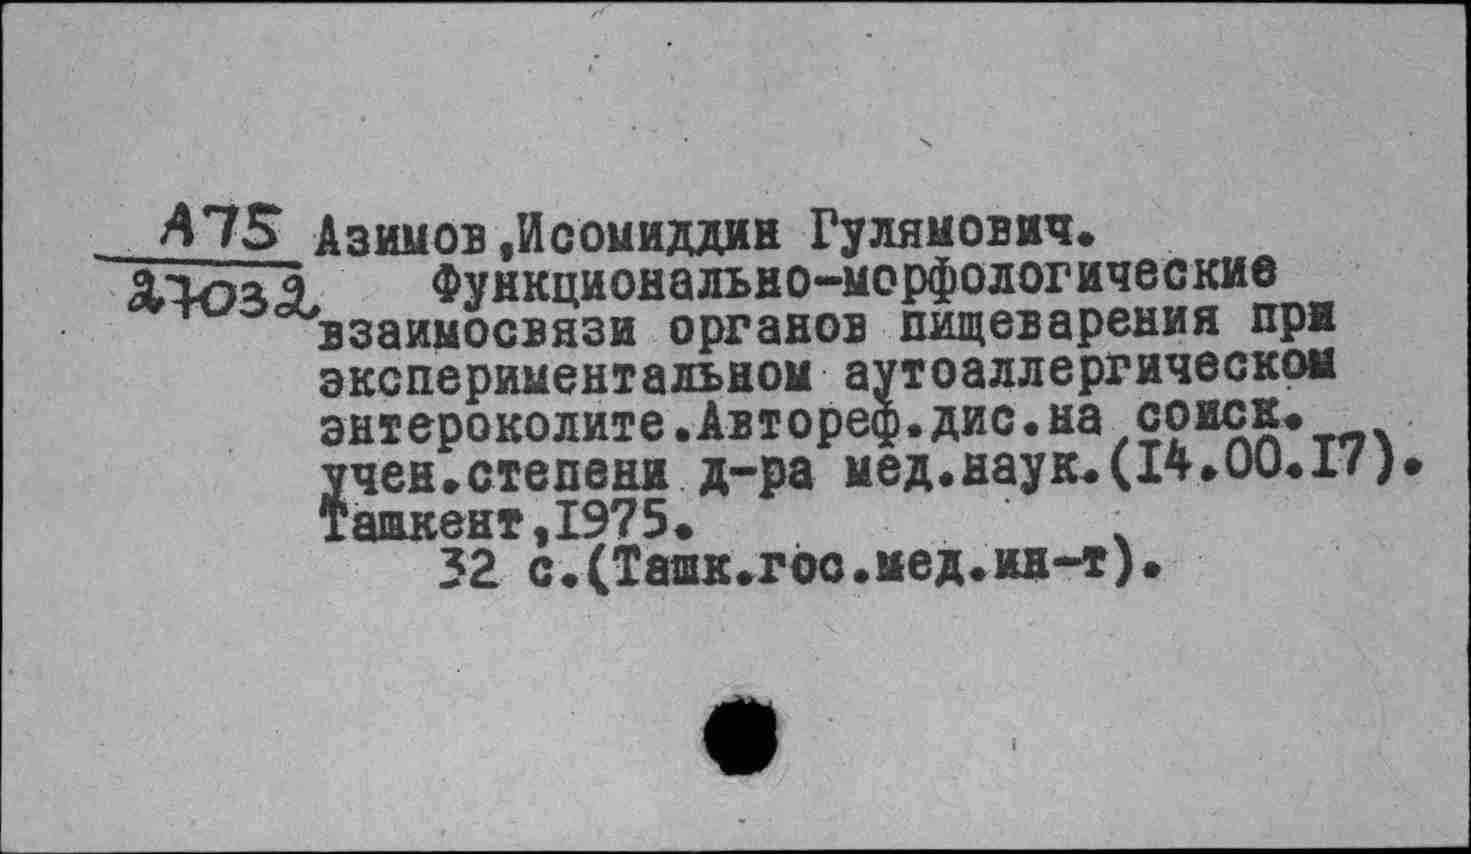 А75 Азимов,Исомиддин Гулямович.
27032 Функционально-морфологические
взаимосвязи органов пищеварения при
экспериментальном аутоаллергическом
энтероколите.Автореф.дис.на соиск.
учен.степени д-ра мед.наук.(14.00.17).
Ташкент,1975.
32 с.(Ташк.гос.мед.ин-т).